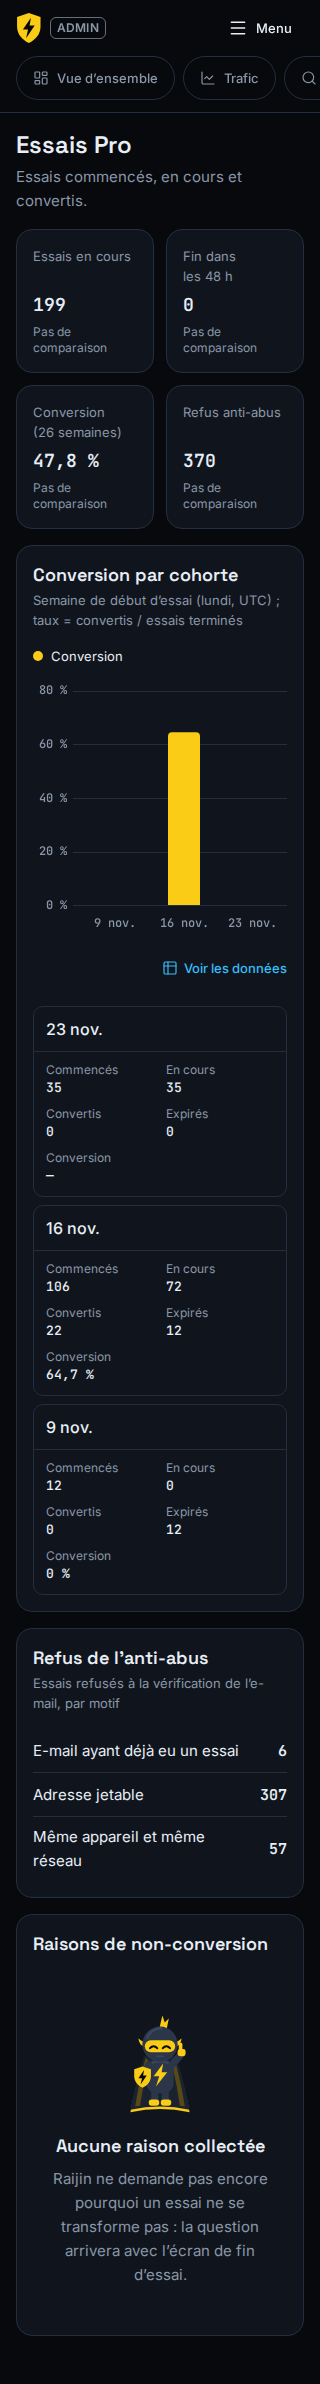 ADMIN
Menu
Vue d’ensemble
Trafic
Essais Pro
Essais commencés, en cours et
convertis.
Essais en cours
199
Pas de
comparaison
Fin dans
les 48 h
0
Pas de
comparaison
Conversion
(26 semaines)
47,8 %
Pas de
comparaison
Refus anti-abus
370
Pas de
comparaison
Conversion par cohorte
Semaine de début d’essai (lundi, UTC) ;
taux = convertis / essais terminés
Conversion
80 %
60 %
40 %
20 %
0 %
9 nov.
16 nov.
23 nov.
Voir les données
23 nov.
Commencés
35
En cours
35
Convertis
0
Expirés
0
Conversion
—
16 nov.
Commencés
106
En cours
72
Convertis
22
Expirés
12
Conversion
64,7 %
9 nov.
Commencés
12
En cours
0
Convertis
0
Expirés
12
Conversion
0 %
Refus de l’anti-abus
Essais refusés à la vérification de l’e-
mail, par motif
E-mail ayant déjà eu un essai
6
Adresse jetable
307
Même appareil et même
réseau
57
Raisons de non-conversion
Aucune raison collectée
Raijin ne demande pas encore
pourquoi un essai ne se
transforme pas : la question
arrivera avec l’écran de fin
d’essai.